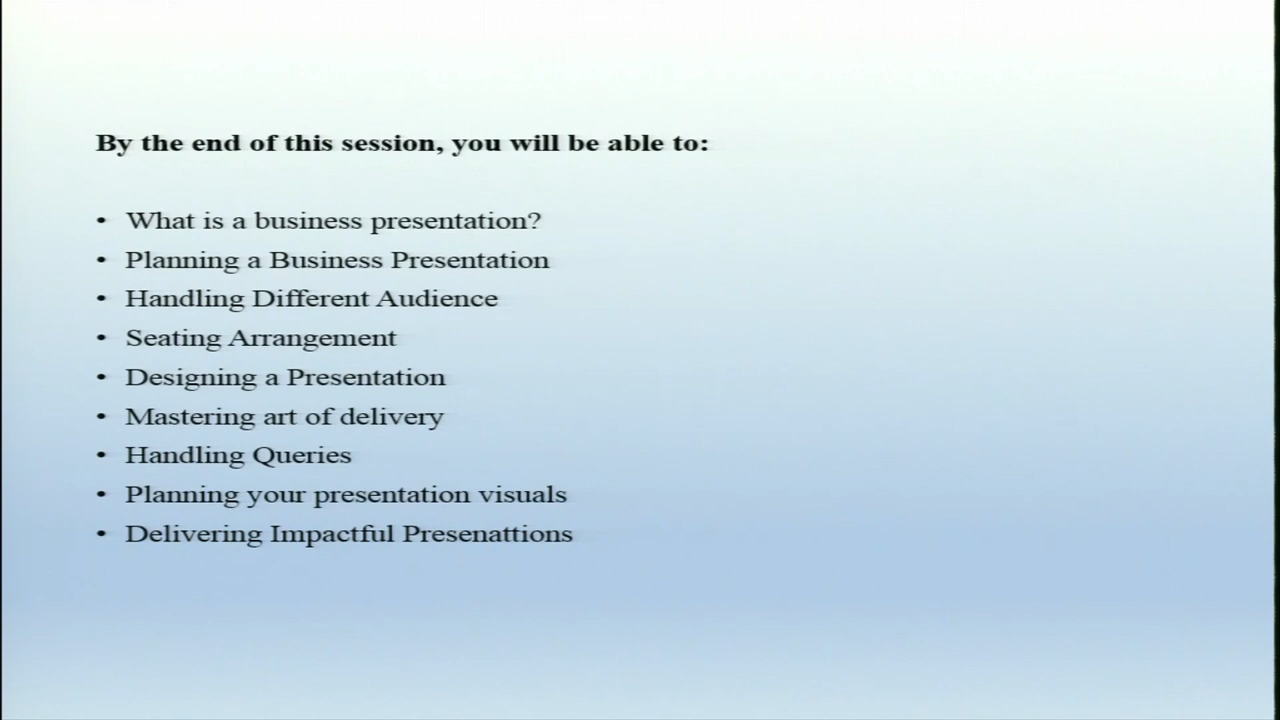 By the end of this session, you will be able to:
• What is a business presentation?
• Planning a Business Presentation
• Handling Different Audience
• Seating Arrangement
• Designing a Presentation
• Mastering art of delivery
• Handling Queries
• Planning your presentation visuals
• Delivering Impactful Presenattions